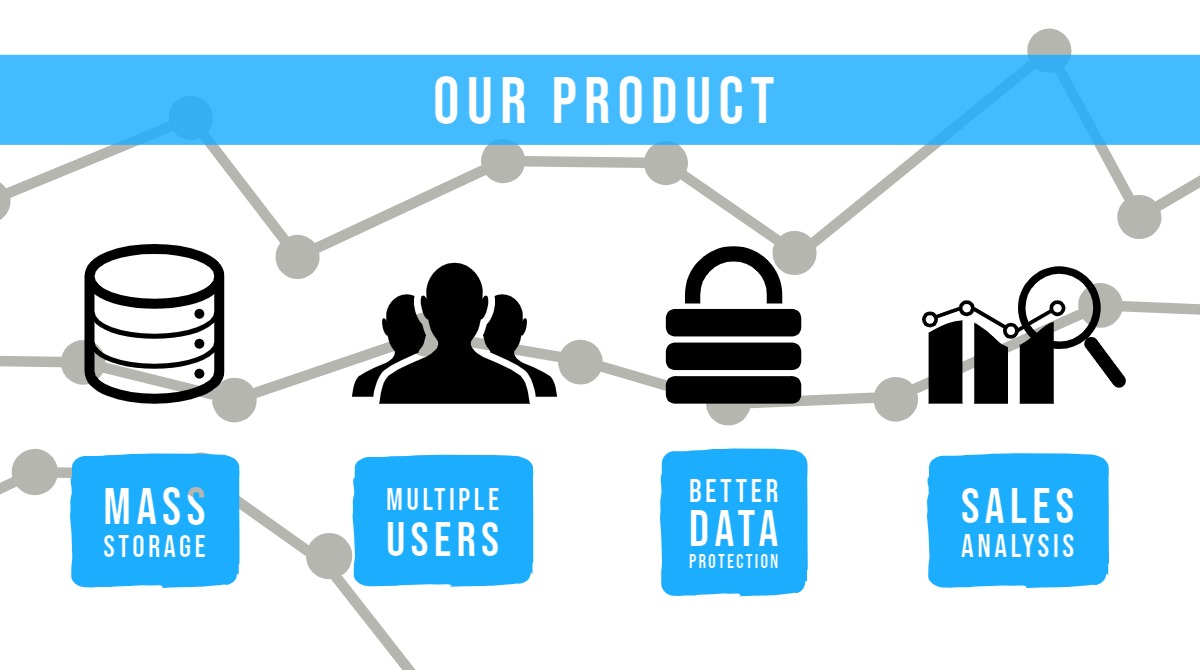 OUR PRODUCT
MASS
STORAGE
MULTIPLE
USERS
BETTER
DATA
PROTECTION
SALES
ANALYSIS